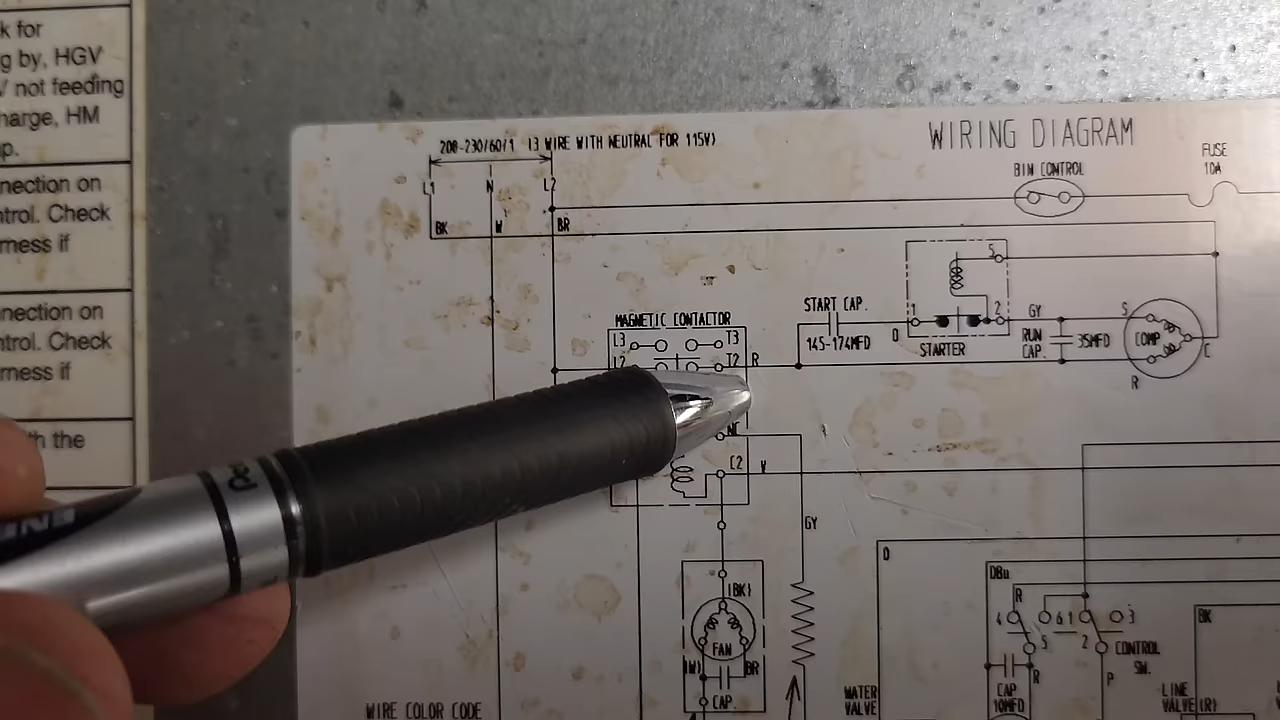 k for
g by, HGV
not feeding
harge, HM
p.
nnection on
ntrol. Check
rness if
nnection on
ntrol. Check
rness if
h the
WIRING DIAGRAM
208-230/60/1 (3 WIRE WITH NEUTRAL FOR 115V)
L1 N L2
BK W BR
BIN CONTROL
FUSE
10A
MAGNETIC CONTACTOR
L3 T3
L2 T2 R
START CAP.
145-174MFD
5
1 2
O
STARTER
GY
RUN
CAP.
35MFD
S
COMP
C
R
NC
C2 V
GY
(BK)
FAN
(W) BR
CAP.
O
DBu
R
4 6 1 3
5 2
CONTROL
SW.
R P
CAP
10MFD
BK
WATER
VALVE
LINE
VALVE (R)
WIRE COLOR CODE